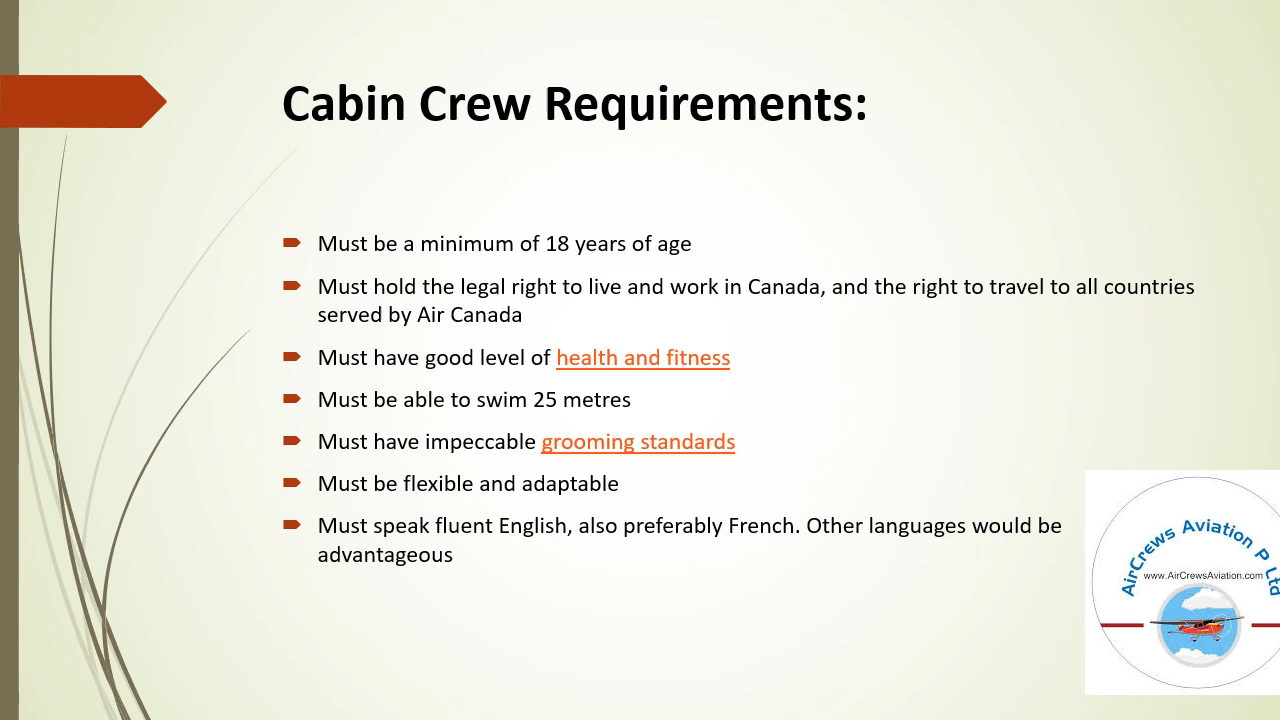 Cabin Crew Requirements:
Must be a minimum of 18 years of age
Must hold the legal right to live and work in Canada, and the right to travel to all countries
served by Air Canada
Must have good level of health and fitness
Must be able to swim 25 metres
Must have impeccable grooming standards
Must be flexible and adaptable
Must speak fluent English, also preferably French. Other languages would be
advantageous
AirCrews Aviation P Ltd
www.AirCrewsAviation.com